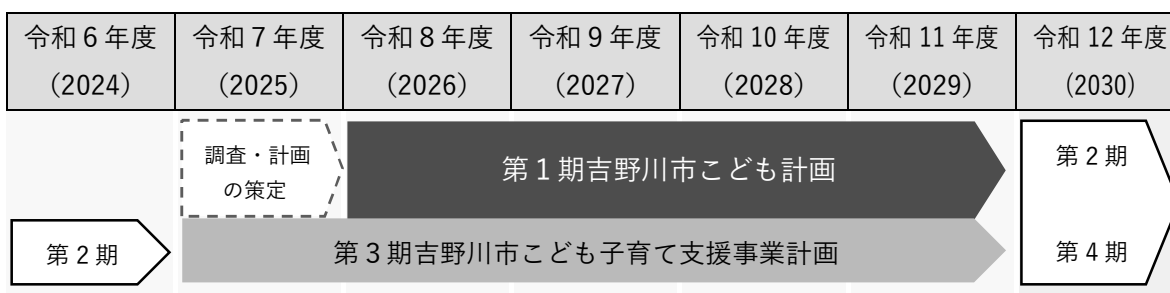 令和６年度 令和７年度 令和８年度 令和９年度 令和 10 年度 令和 11 年度 令和 12 年度
（2024） （2025） （2026） （2027） （2028） （2029） （2030）
調査・計画
の策定
第１期吉野川市こども計画
第２期
第２期
第３期吉野川市こども子育て支援事業計画
第４期